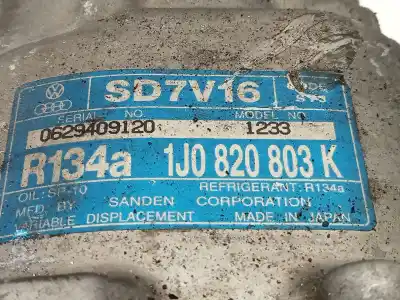 SD7V16
SERIAL NO.
MODEL NO.
0629409120
1233
R134a
1J0 820 803 K
OIL: SP-10
REFRIGERANT: R134a
MFD. BY
SANDEN CORPORATION
VARIABLE DISPLACEMENT
MADE IN JAPAN